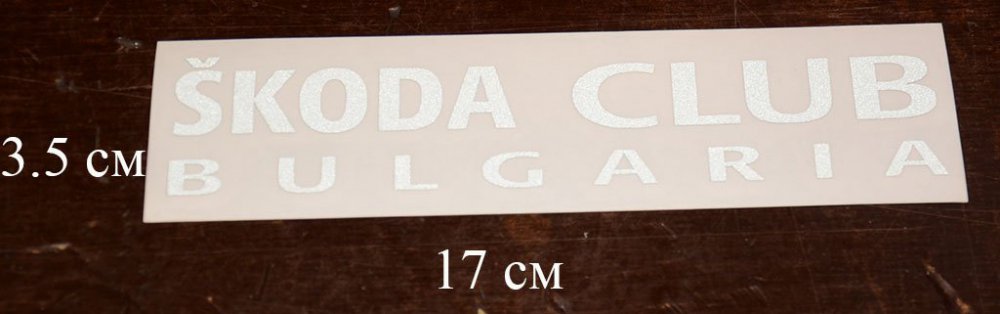 ŠKODA CLUB
BULGARIA
3.5 см
17 см